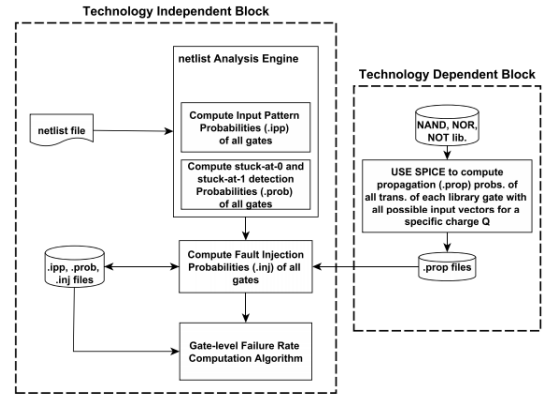 Technology Independent Block
netlist Analysis Engine
netlist file
Compute Input Pattern
Probabilities (.ipp)
of all gates
Compute stuck-at-0 and
stuck-at-1 detection
Probabilities (.prob)
of all gates
.ipp, .prob,
.inj files
Compute Fault Injection
Probabilities (.inj) of all
gates
Gate-level Failure Rate
Computation Algorithm
Technology Dependent Block
NAND, NOR,
NOT lib.
USE SPICE to compute
propagation (.prop) probs. of
all trans. of each library gate with
all possible input vectors for a
specific charge Q
.prop files